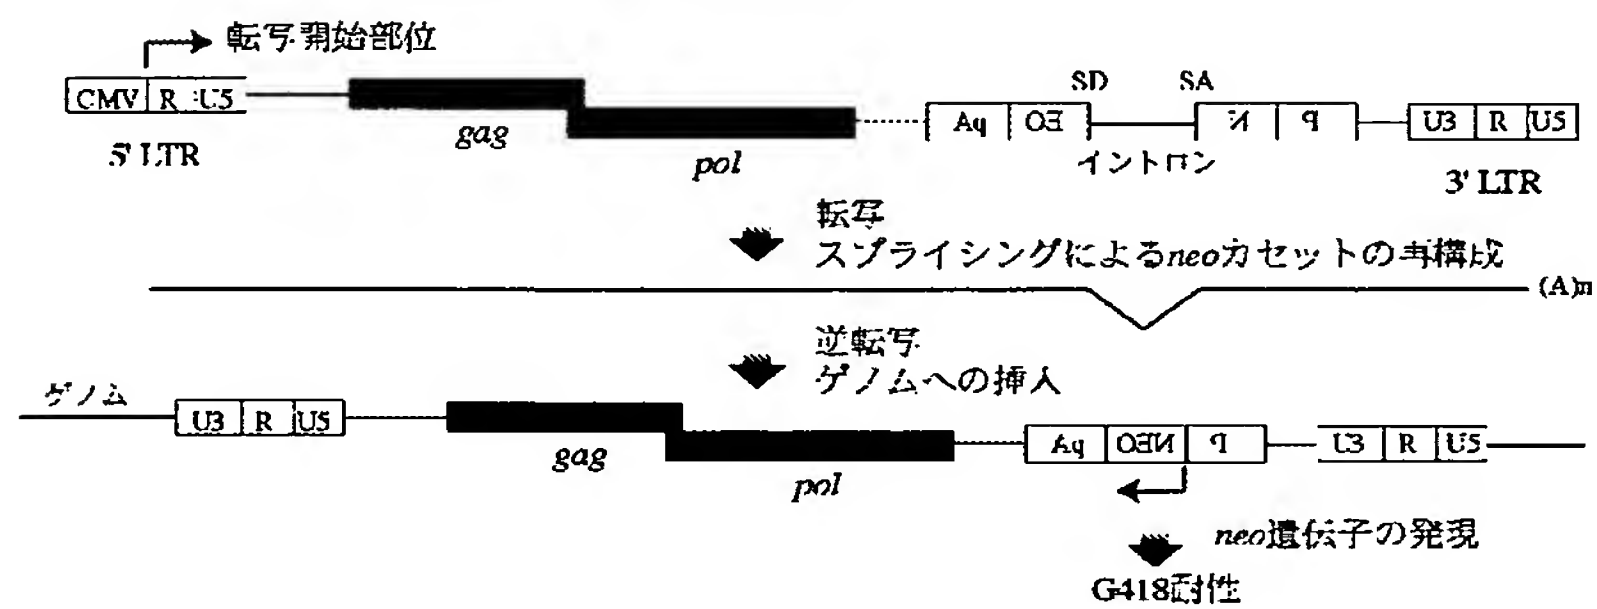 転写開始部位
SD SA
CMV R U5 Aq OE N P U3 R U5
gag イントロン
5' LTR pol 3' LTR
転写
スプライシングによるneoカセットの再構成
(A)n
逆転写
ゲノムへの挿入
ゲノム
U3 R U5 Aq NEO P U3 R U5
gag
pol
neo遺伝子の発現
G418耐性